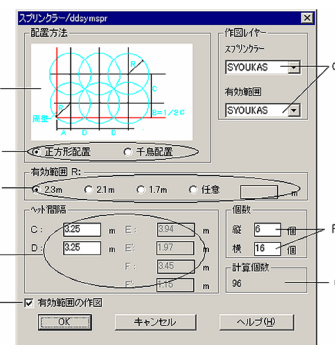 スプリンクラー/ddsymspr
配置方法
R
R
C
B=1/2C
周壁
A D D
正方形配置 千鳥配置
作図レイヤー
スプリンクラー
SYOUKAS
有効範囲
SYOUKAS
有効範囲 R:
2.3m 2.1m 1.7m 任意 m
ヘッド間隔
C: 3.25 m E: 3.94 m
D: 3.25 m E': 1.97 m
F: 3.45 m
F': 1.15 m
個数
縦 6 個
横 16 個
計算個数
96
有効範囲の作図
OK キャンセル ヘルプ(H)